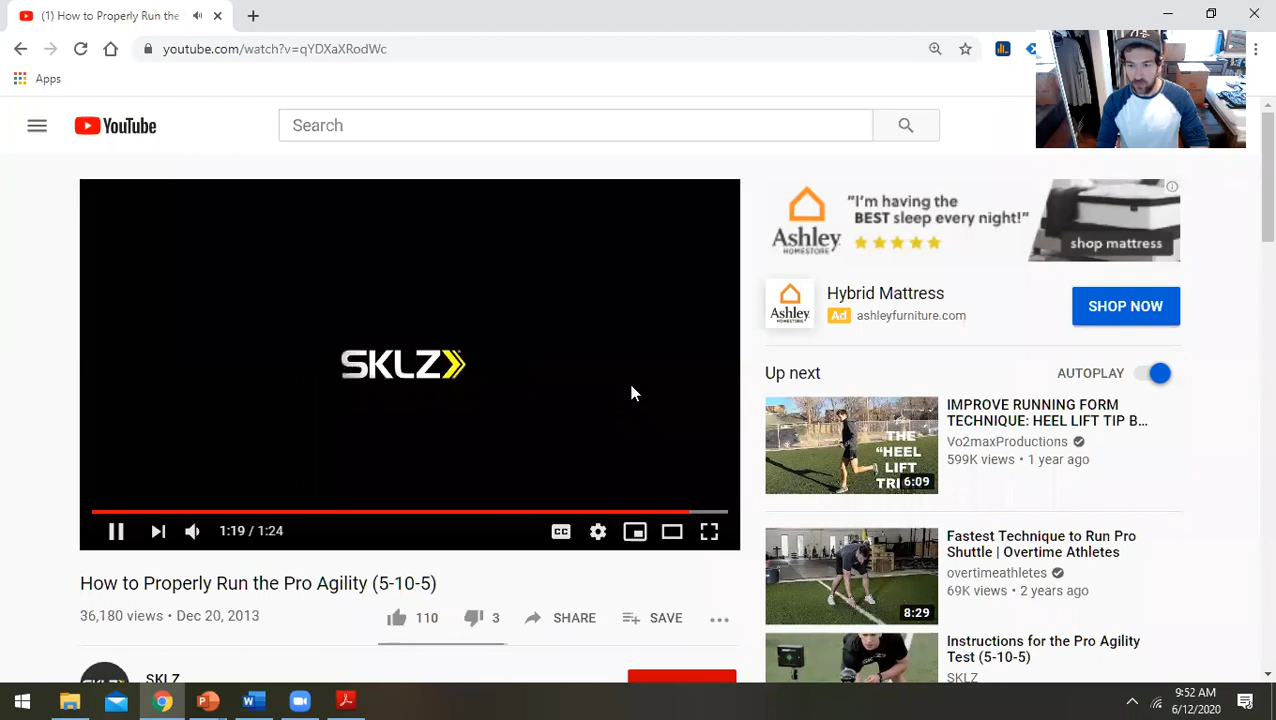 (1) How to Properly Run the
youtube.com/watch?v=qYDXaXRodWc
Apps
YouTube
Search
SKLZ
1:19 / 1:24
CC
How to Properly Run the Pro Agility (5-10-5)
36,180 views • Dec 20, 2013
110
3
SHARE
SAVE
SKLZ
"I'm having the
BEST sleep every night!"
Ashley
HOMESTORE
shop mattress
Ashley
HOMESTORE
Hybrid Mattress
Ad ashleyfurniture.com
SHOP NOW
Up next
AUTOPLAY
THE
"HEEL
LIFT
6:09
IMPROVE RUNNING FORM
TECHNIQUE: HEEL LIFT TIP B...
Vo2maxProductions
599K views • 1 year ago
8:29
Fastest Technique to Run Pro
Shuttle | Overtime Athletes
overtimeathletes
69K views • 2 years ago
Instructions for the Pro Agility
Test (5-10-5)
SKLZ
9:52 AM
6/12/2020